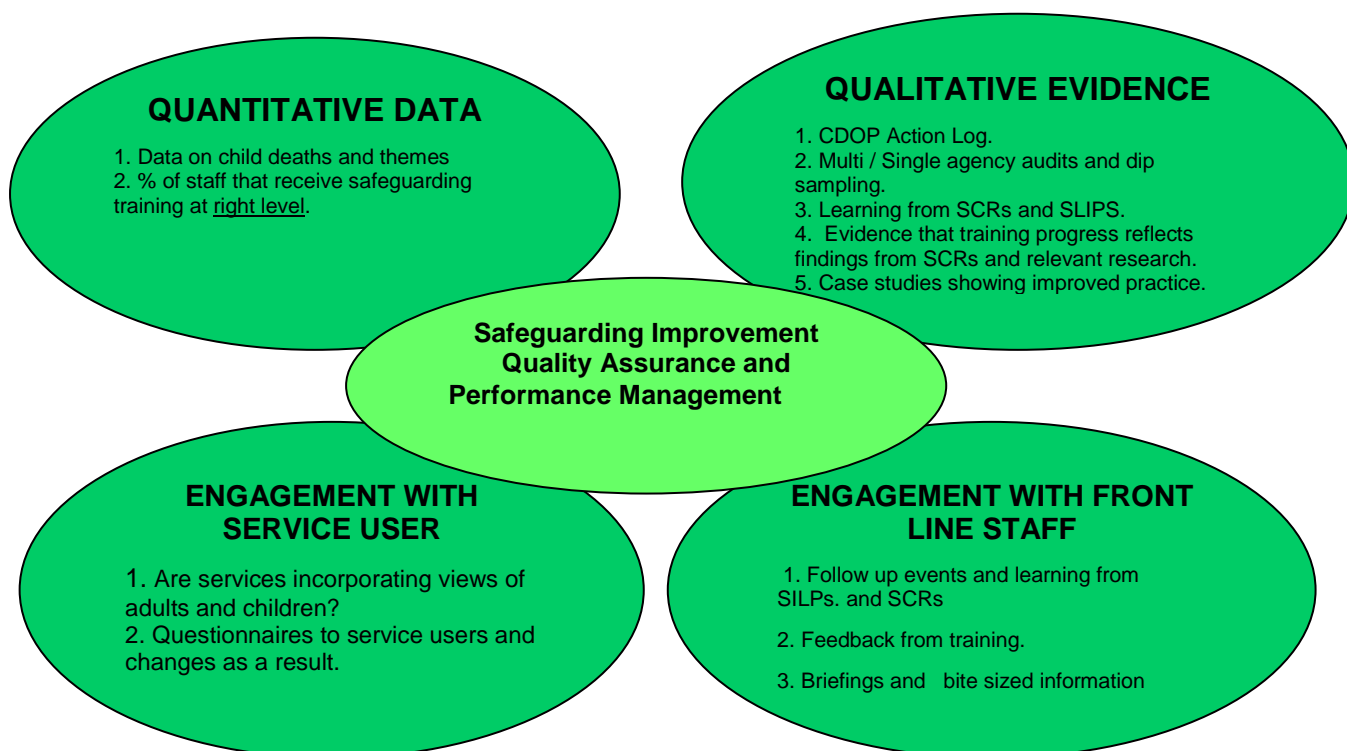 QUANTITATIVE DATA
1. Data on child deaths and themes
2. % of staff that receive safeguarding
training at right level.
QUALITATIVE EVIDENCE
1. CDOP Action Log.
2. Multi / Single agency audits and dip
sampling.
3. Learning from SCRs and SLIPS.
4. Evidence that training progress reflects
findings from SCRs and relevant research.
5. Case studies showing improved practice.
Safeguarding Improvement
Quality Assurance and
Performance Management
ENGAGEMENT WITH
SERVICE USER
1. Are services incorporating views of
adults and children?
2. Questionnaires to service users and
changes as a result.
ENGAGEMENT WITH FRONT
LINE STAFF
1. Follow up events and learning from
SILPs. and SCRs
2. Feedback from training.
3. Briefings and bite sized information